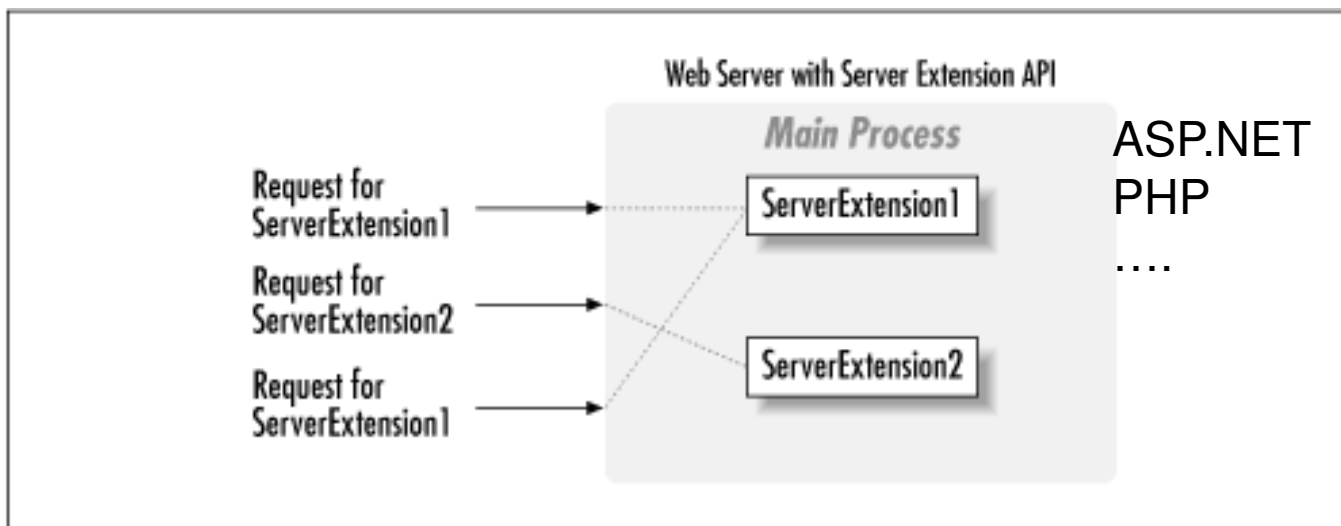 Web Server with Server Extension API
Main Process
ASP.NET
PHP
....
Request for
ServerExtension1
Request for
ServerExtension2
Request for
ServerExtension1
ServerExtension1
ServerExtension2